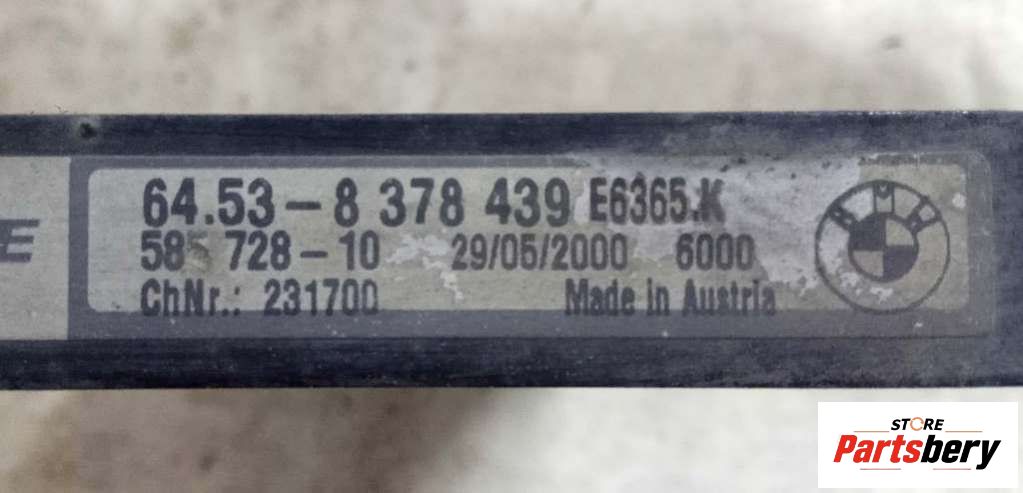 64.53-8 378 439 E6365.K
728-10 29/05/2000 6000
ChNr.: 231700 Made in Austria
BMW
E
STORE
Partsbery